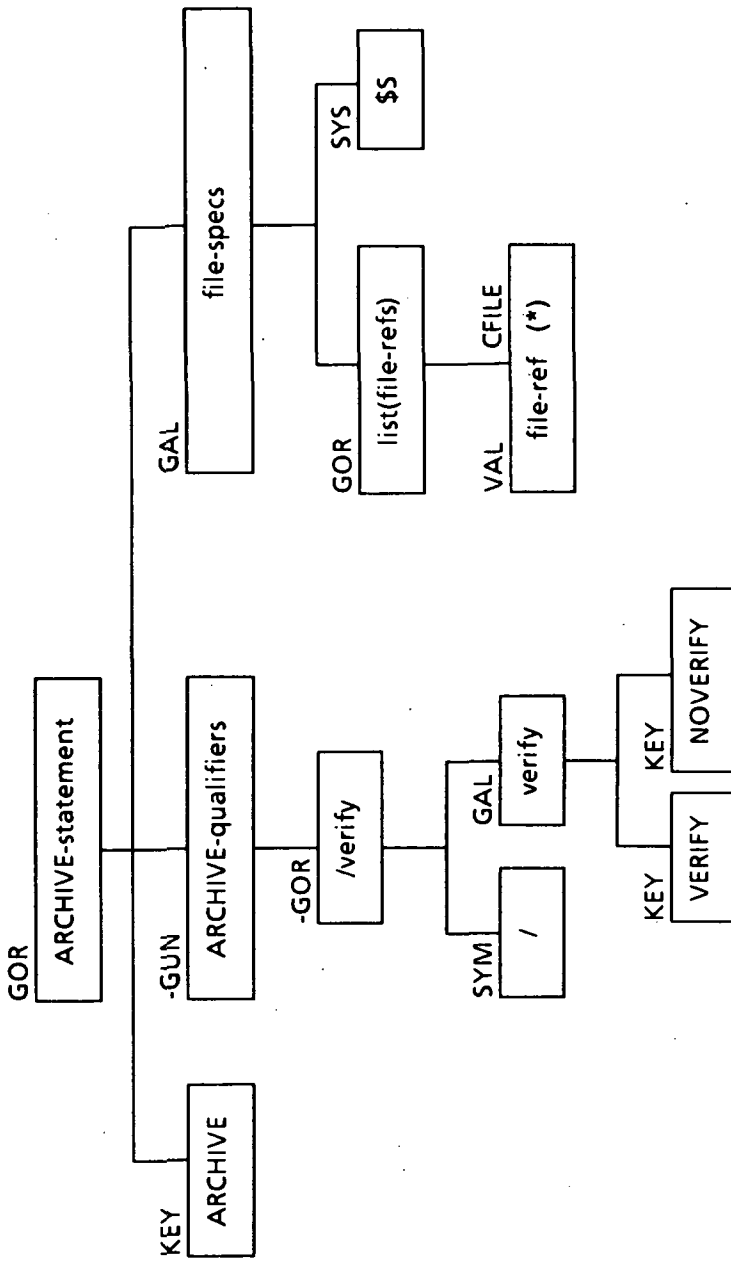 GOR
ARCHIVE-statement
KEY
ARCHIVE
-GUN
ARCHIVE-qualifiers
GAL
file-specs
-GOR
/verify
GOR
list(file-refs)
SYS
$S
SYM
/
GAL
verify
VAL
CFILE
file-ref (*)
KEY
VERIFY
KEY
NOVERIFY